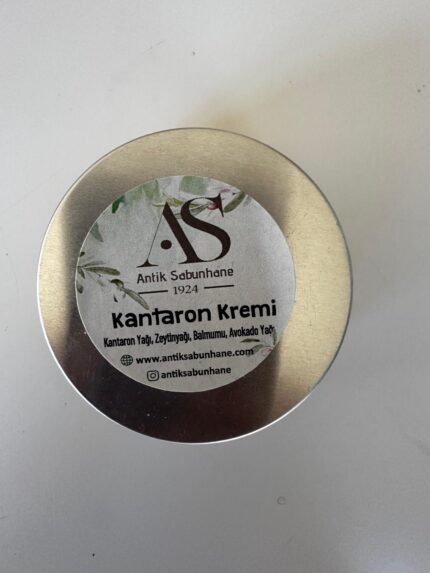 AS
Antik Sabunhane
1924
Kantaron Kremi
Kantaron Yağı, Zeytinyağı, Balmumu, Avokado Yağı
www.antiksabunhane.com
antiksabunhane